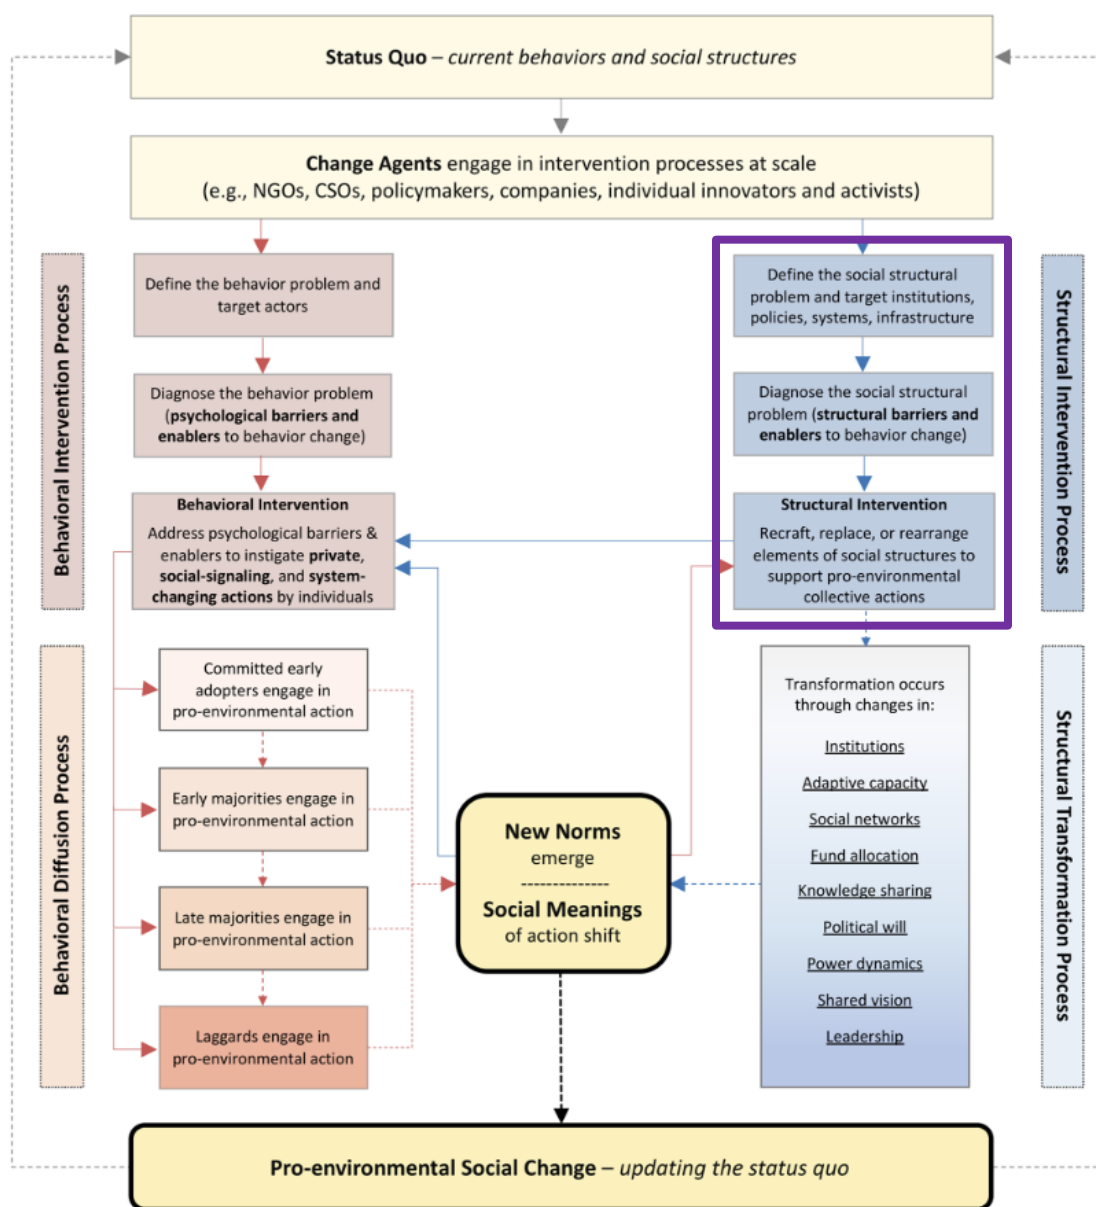 Status Quo – current behaviors and social structures
Change Agents engage in intervention processes at scale
(e.g., NGOs, CSOs, policymakers, companies, individual innovators and activists)
Behavioral Intervention Process
Define the behavior problem and
target actors
Diagnose the behavior problem
(psychological barriers and
enablers to behavior change)
Behavioral Intervention
Address psychological barriers &
enablers to instigate private,
social-signaling, and system-
changing actions by individuals
Define the social structural
problem and target institutions,
policies, systems, infrastructure
Diagnose the social structural
problem (structural barriers and
enablers to behavior change)
Structural Intervention
Recraft, replace, or rearrange
elements of social structures to
support pro-environmental
collective actions
Structural Intervention Process
Behavioral Diffusion Process
Committed early
adopters engage in
pro-environmental action
Early majorities engage in
pro-environmental action
Late majorities engage in
pro-environmental action
Laggards engage in
pro-environmental action
New Norms
emerge
--------------
Social Meanings
of action shift
Transformation occurs
through changes in:
Institutions
Adaptive capacity
Social networks
Fund allocation
Knowledge sharing
Political will
Power dynamics
Shared vision
Leadership
Structural Transformation Process
Pro-environmental Social Change – updating the status quo